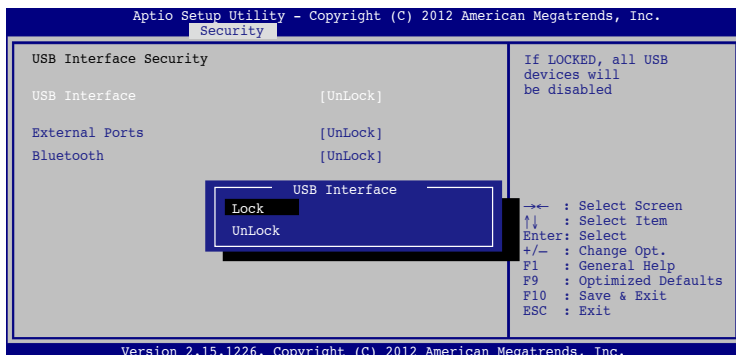 Aptio Setup Utility – Copyright (C) 2012 American Megatrends, Inc.
Security
USB Interface Security
USB Interface [UnLock]
External Ports [UnLock]
Bluetooth [UnLock]
USB Interface
Lock
UnLock
If LOCKED, all USB
devices will
be disabled
→← : Select Screen
↑↓ : Select Item
Enter: Select
+/— : Change Opt.
F1 : General Help
F9 : Optimized Defaults
F10 : Save & Exit
ESC : Exit
Version 2.15.1226. Copyright (C) 2012 American Megatrends, Inc.